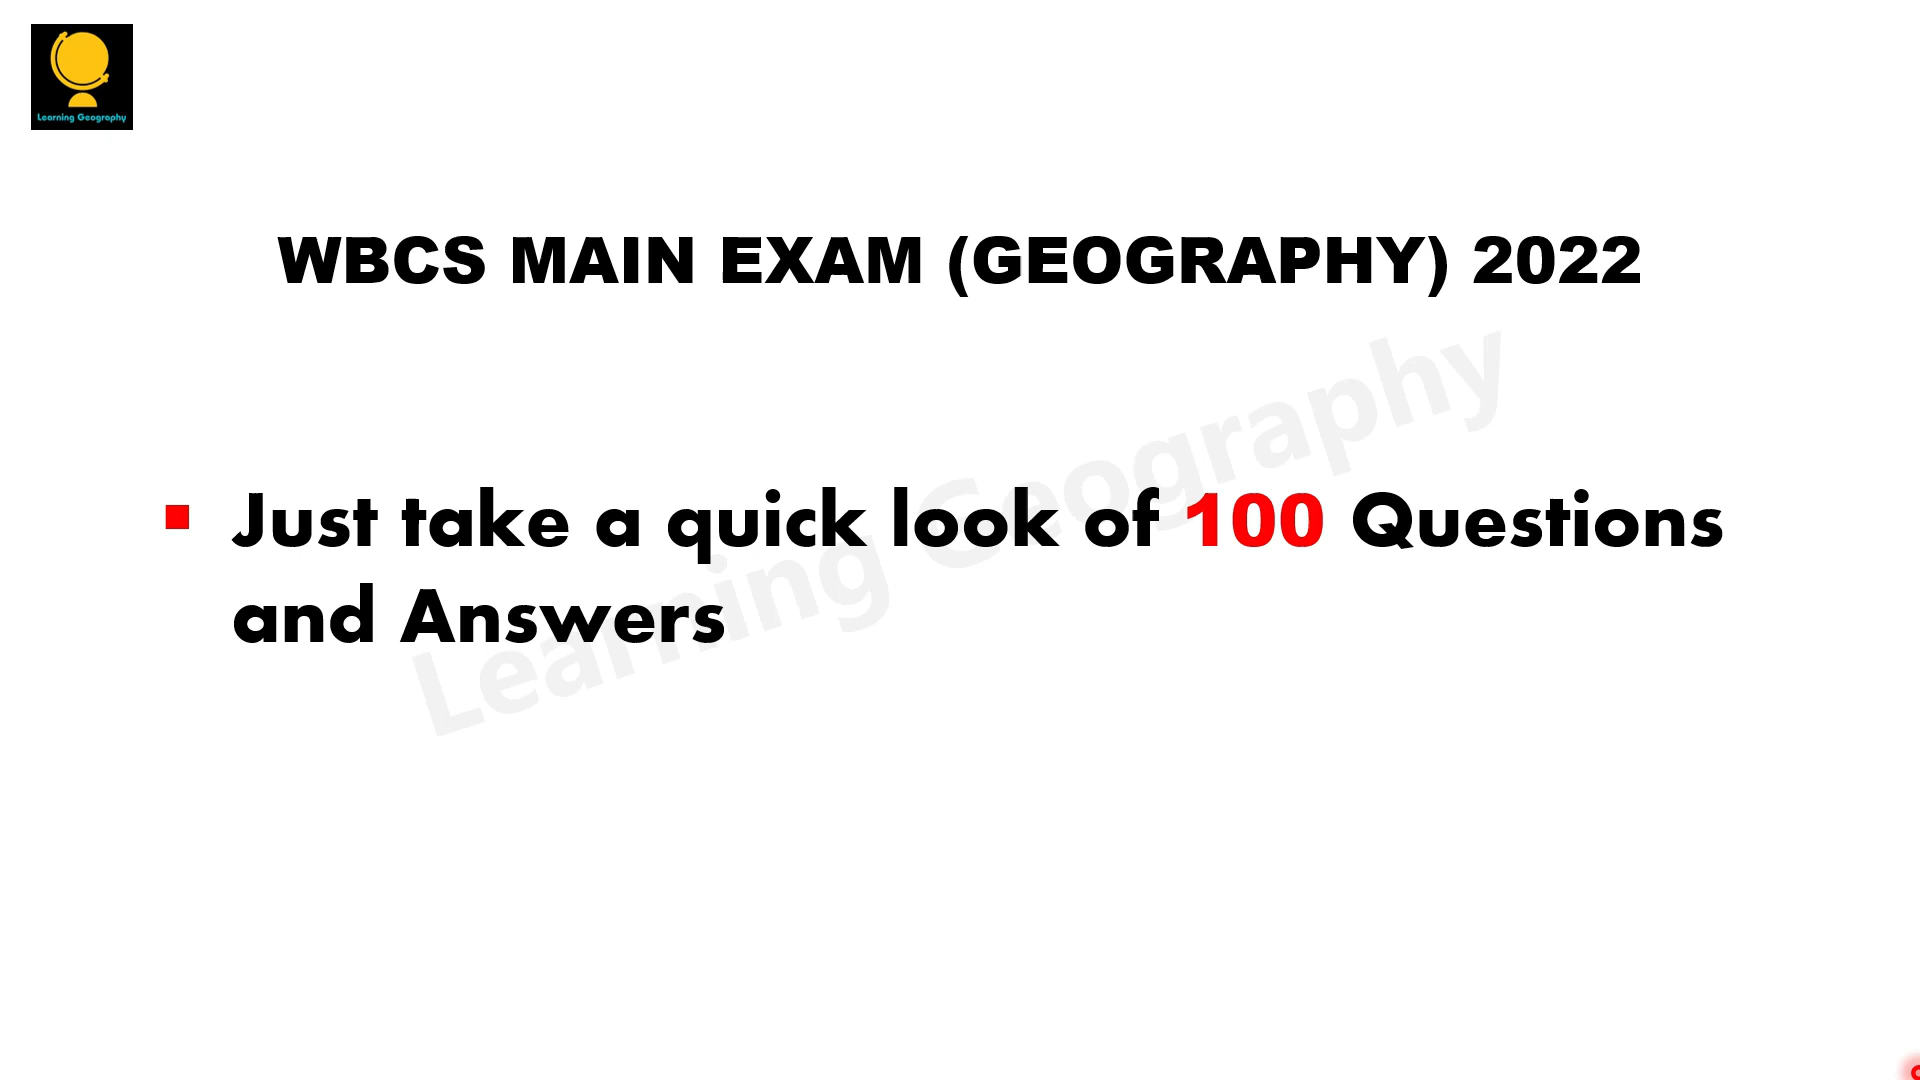 Learning Geography
WBCS MAIN EXAM (GEOGRAPHY) 2022
Just take a quick look of 100 Questions
and Answers
Learning Geography